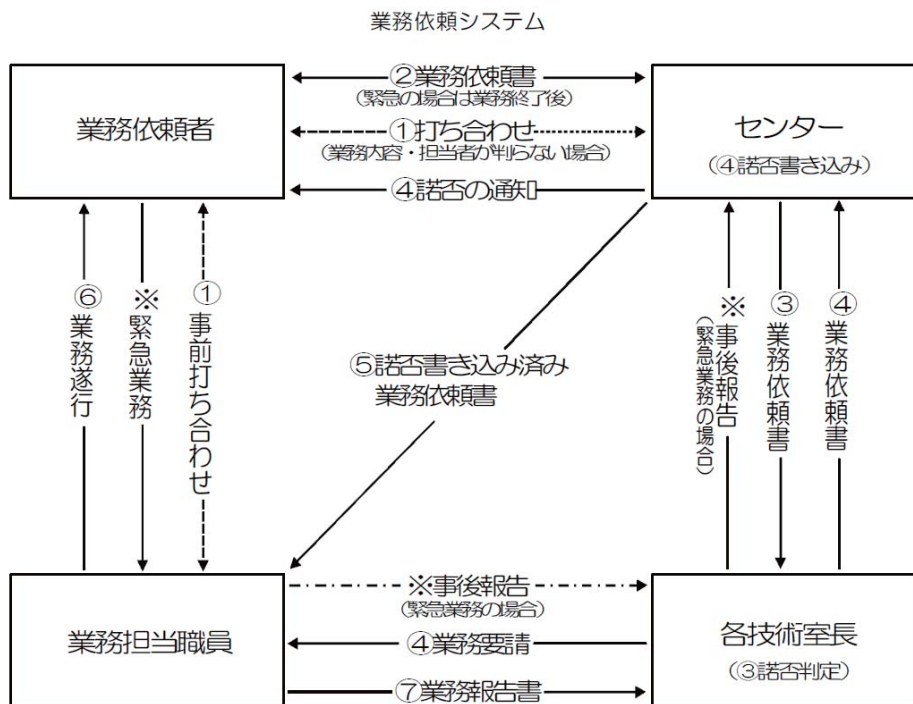 業務依頼システム
業務依頼者
②業務依頼書
(緊急の場合は業務終了後)
①打ち合わせ
(業務内容・担当者が判らない場合)
④諾否の通知
センター
(④諾否書き込み)
⑥業務遂行
※緊急業務
①事前打ち合わせ
⑤諾否書き込み済み
業務依頼書
※事後報告
(緊急業務の場合)
③業務依頼書
④業務依頼書
業務担当職員
※事後報告
(緊急業務の場合)
④業務要請
⑦業務報告書
各技術室長
(③諾否判定)